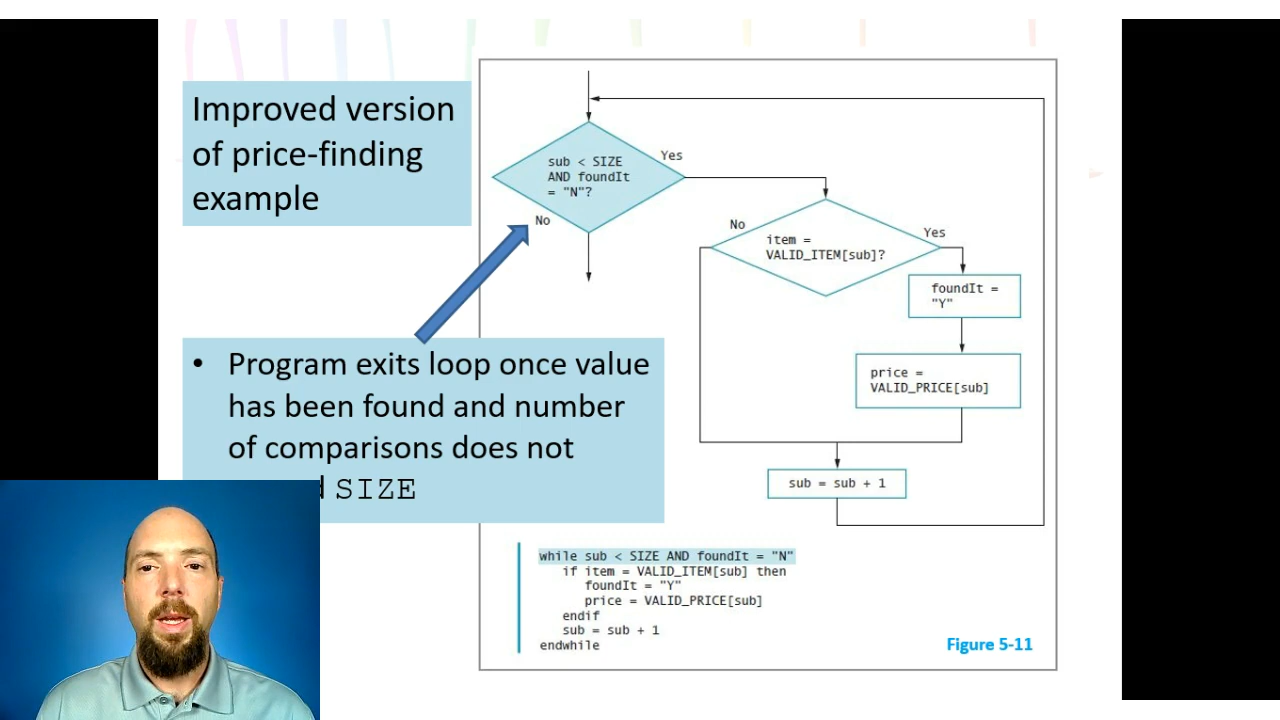 Improved version
of price-finding
example
• Program exits loop once value
has been found and number
of comparisons does not
SIZE
sub < SIZE
AND foundIt
= "N"?
Yes
No
item =
VALID_ITEM[sub]?
No
Yes
foundIt =
"Y"
price =
VALID_PRICE[sub]
sub = sub + 1
while sub < SIZE AND foundIt = "N"
if item = VALID_ITEM[sub] then
foundIt = "Y"
price = VALID_PRICE[sub]
endif
sub = sub + 1
endwhile
Figure 5-11